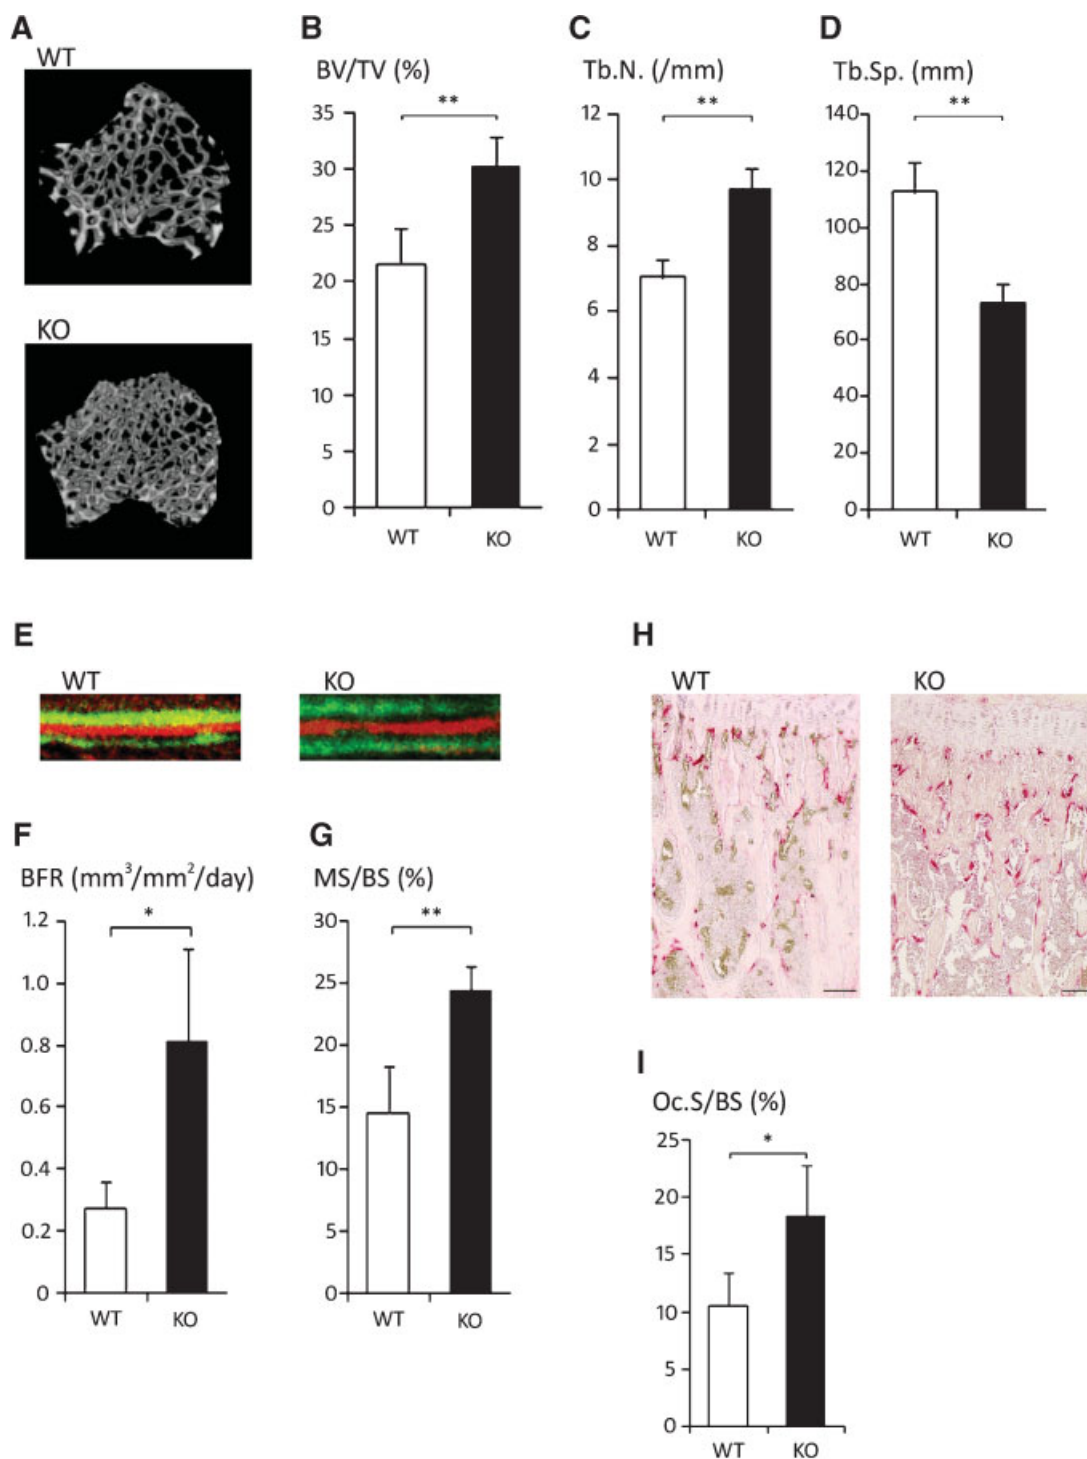 A
WT
KO
B
BV/TV (%)
**
35
30
25
20
15
10
5
0
WT KO
C
Tb.N. (/mm)
**
12
10
8
6
4
2
0
WT KO
D
Tb.Sp. (mm)
**
140
120
100
80
60
40
20
0
WT KO
E
WT KO
F
BFR (mm³/mm²/day)
*
1.2
1.0
0.8
0.6
0.4
0.2
0
WT KO
G
MS/BS (%)
**
30
25
20
15
10
5
0
WT KO
H
WT KO
I
Oc.S/BS (%)
*
25
20
15
10
5
0
WT KO